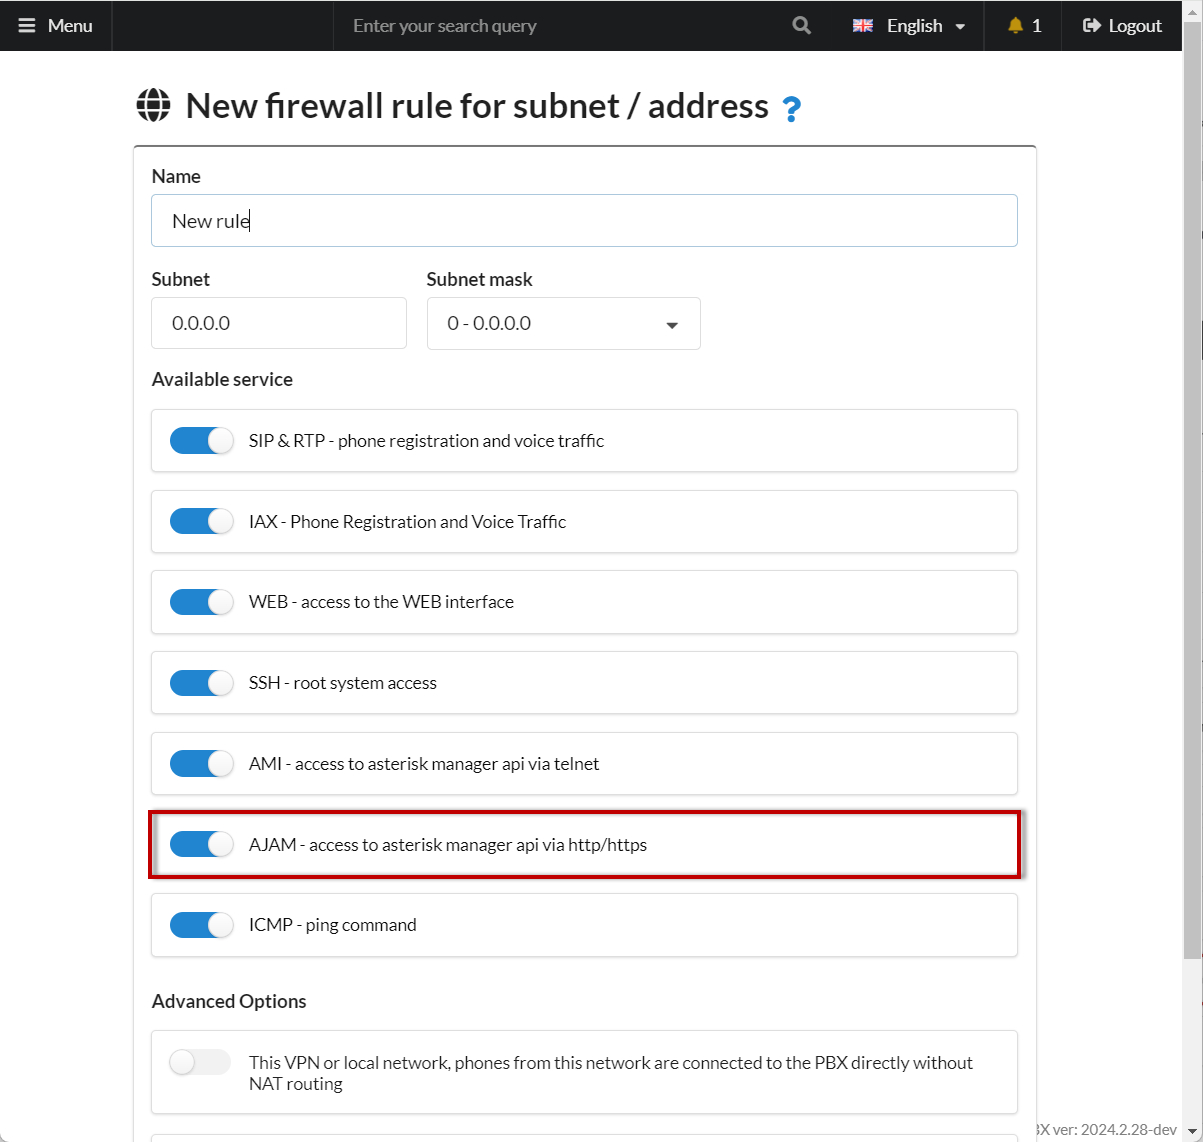 Menu
Enter your search query
English
1
Logout
New firewall rule for subnet / address ?
Name
New rule
Subnet
Subnet mask
0.0.0.0
0 - 0.0.0.0
Available service
SIP & RTP - phone registration and voice traffic
IAX - Phone Registration and Voice Traffic
WEB - access to the WEB interface
SSH - root system access
AMI - access to asterisk manager api via telnet
AJAM - access to asterisk manager api via http/https
ICMP - ping command
Advanced Options
This VPN or local network, phones from this network are connected to the PBX directly without
NAT routing
ver: 2024.2.28-dev